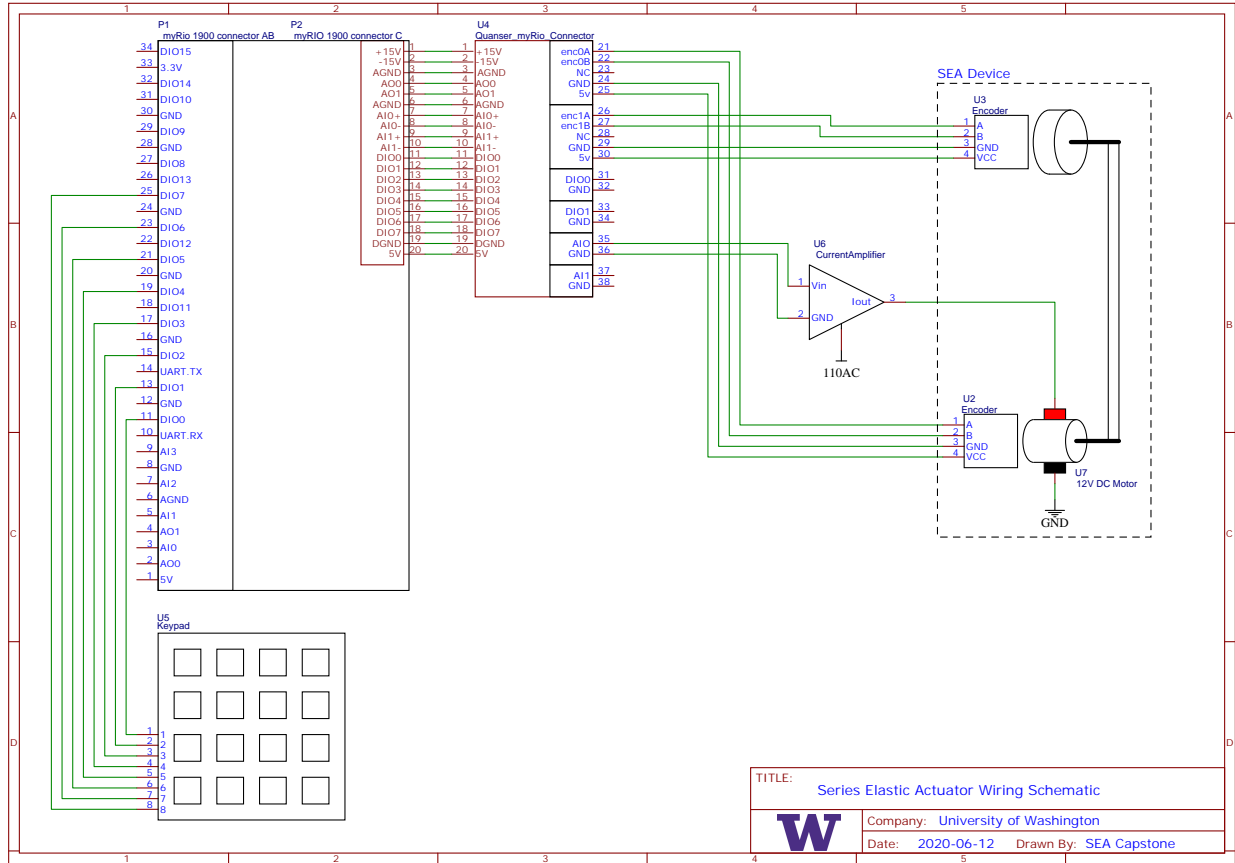 1 2 3 4 5
P1 P2 U4
myRio 1900 connector AB myRIO 1900 connector C Quanser_myRio_Connector
34 DIO15
33 3.3V
32 DIO14
31 DIO10
30 GND
29 DIO9
28 GND
27 DIO8
26 DIO13
25 DIO7
24 GND
23 DIO6
22 DIO12
21 DIO5
20 GND
19 DIO4
18 DIO11
17 DIO3
16 GND
15 DIO2
14 UART.TX
13 DIO1
12 GND
11 DIO0
10 UART.RX
9 AI3
8 GND
7 AI2
6 AGND
5 AI1
4 AO1
3 AI0
2 AO0
1 5V
+15V 1 1 +15V
-15V 2 2 -15V
AGND 3 3 AGND
AO0 4 4 AO0
AO1 5 5 AO1
AGND 6 6 AGND
AI0+ 7 7 AI0+
AI0- 8 8 AI0-
AI1+ 9 9 AI1+
AI1- 10 10 AI1-
DIO0 11 11 DIO0
DIO1 12 12 DIO1
DIO2 13 13 DIO2
DIO3 14 14 DIO3
DIO4 15 15 DIO4
DIO5 16 16 DIO5
DIO6 17 17 DIO6
DIO7 18 18 DIO7
DGND 19 19 DGND
5V 20 20 5V
enc0A 21
enc0B 22
NC 23
GND 24
5v 25
enc1A 26
enc1B 27
NC 28
GND 29
5v 30
DIO0 31
GND 32
DIO1 33
GND 34
AIO 35
GND 36
AI1 37
GND 38
SEA Device
U3
Encoder
1 A
2 B
3 GND
4 VCC
U6
CurrentAmplifier
1 Vin
Iout 3
2 GND
110AC
U2
Encoder
1 A
2 B
3 GND
4 VCC
U7
12V DC Motor
GND
U5
Keypad
1 1
2 2
3 3
4 4
5 5
6 6
7 7
8 8
A A
B B
C C
D D
TITLE:
Series Elastic Actuator Wiring Schematic
W
Company: University of Washington
Date: 2020-06-12 Drawn By: SEA Capstone
1 2 3 4 5